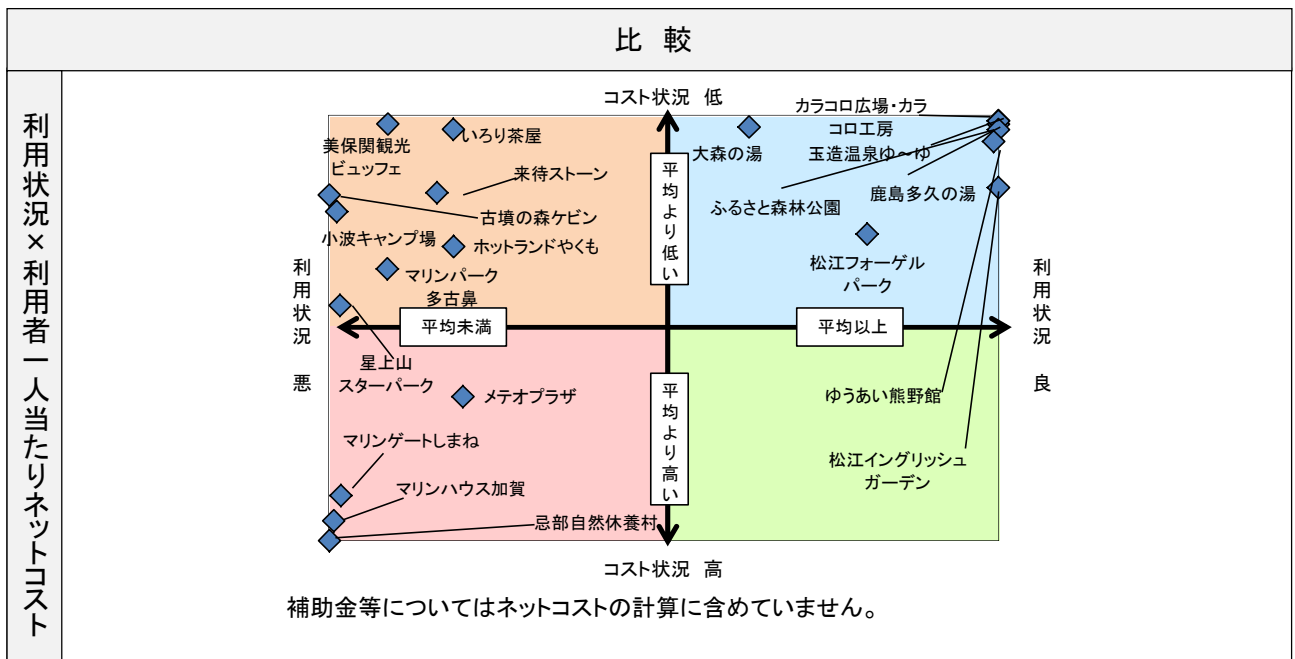 比 較
利用状況×利用者一人当たりネットコスト
コスト状況 低
カラコロ広場・カラ
コロ工房
美保関観光
ビュッフェ
いろり茶屋
大森の湯
玉造温泉ゆ～ゆ
来待ストーン
鹿島多久の湯
ふるさと森林公園
古墳の森ケビン
小波キャンプ場
ホットランドやくも
平均より低い
松江フォーゲル
パーク
マリンパーク
多古鼻
利用状況 悪
平均未満
平均以上
利用状況 良
星上山
スターパーク
メテオプラザ
平均より高い
ゆうあい熊野館
マリンゲートしまね
松江イングリッシュ
ガーデン
マリンハウス加賀
忌部自然休養村
コスト状況 高
補助金等についてはネットコストの計算に含めていません。